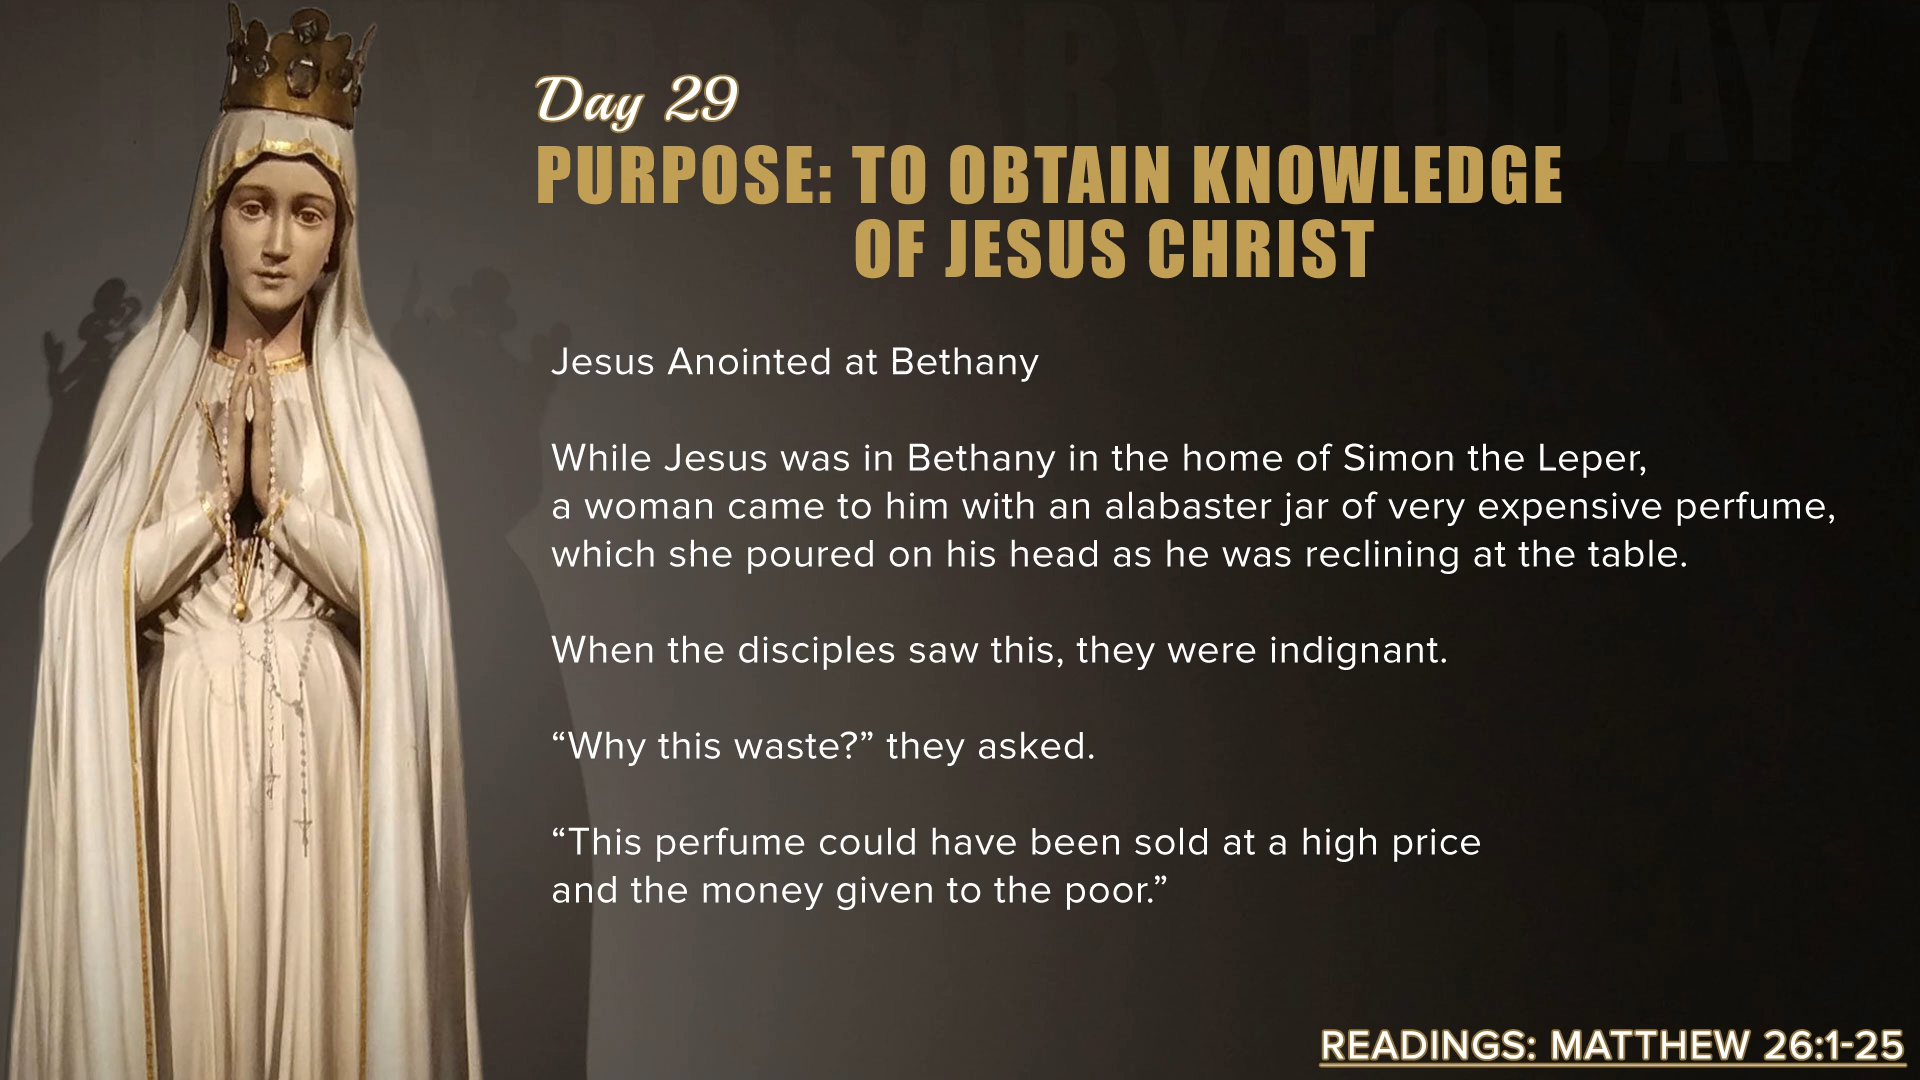 HOLY ROSARY TODAY
Day 29
PURPOSE: TO OBTAIN KNOWLEDGE
OF JESUS CHRIST
Jesus Anointed at Bethany
While Jesus was in Bethany in the home of Simon the Leper,
a woman came to him with an alabaster jar of very expensive perfume,
which she poured on his head as he was reclining at the table.
When the disciples saw this, they were indignant.
“Why this waste?” they asked.
“This perfume could have been sold at a high price
and the money given to the poor.”
READINGS: MATTHEW 26:1-25